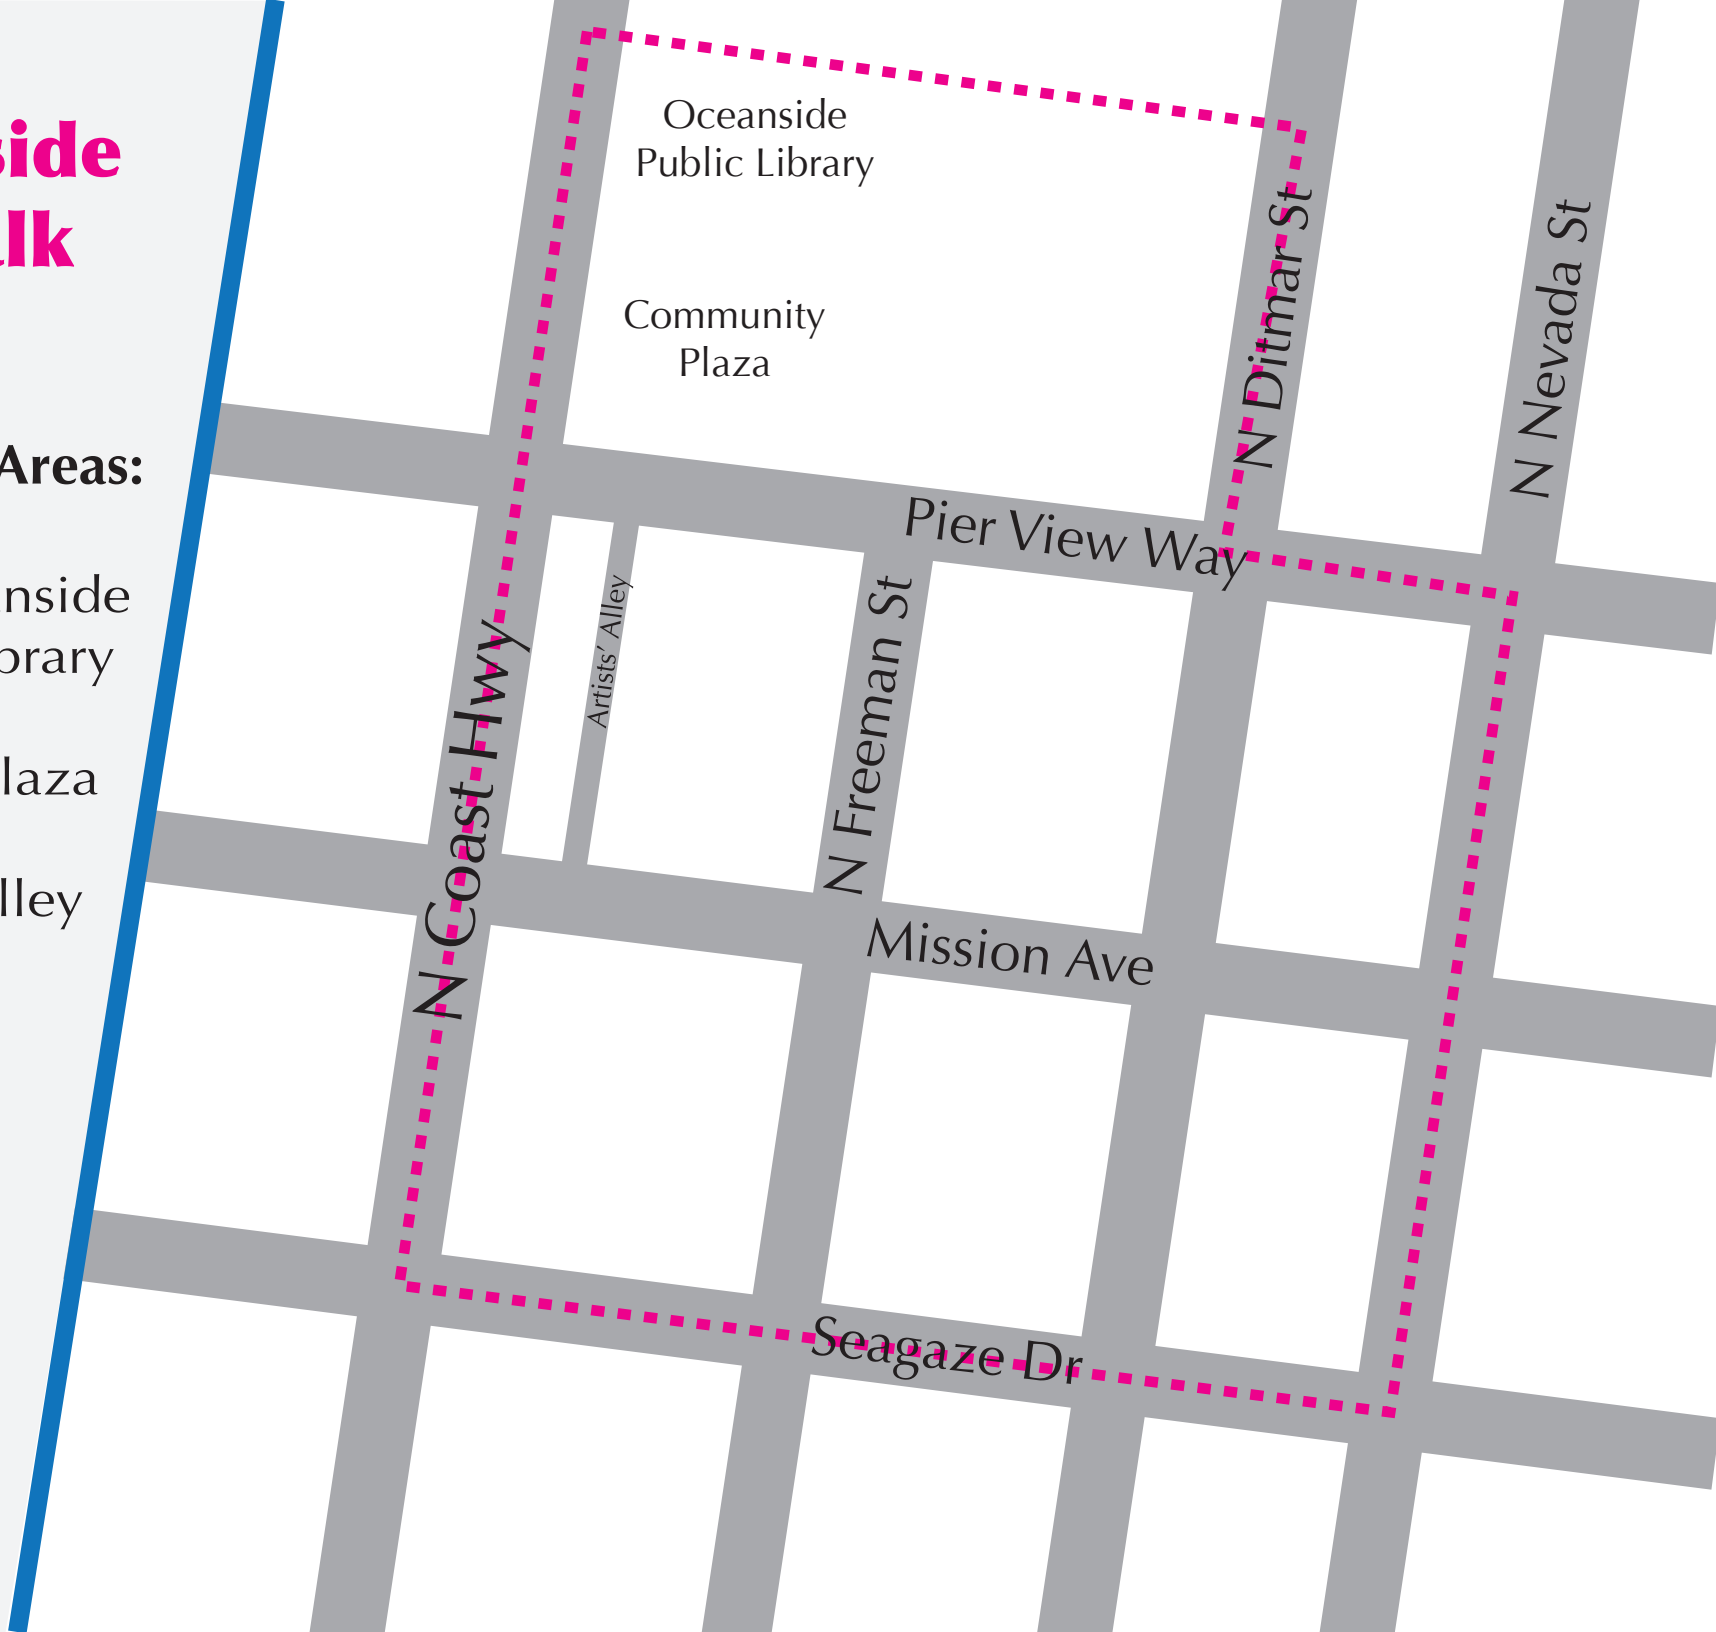 side
lk
Areas:
nside
brary
laza
lley
Oceanside
Public Library
Community
Plaza
N Ditmar St
N Nevada St
Pier View Way
Artists’ Alley
N Freeman St
N Coast Hwy
Mission Ave
Seagaze Dr